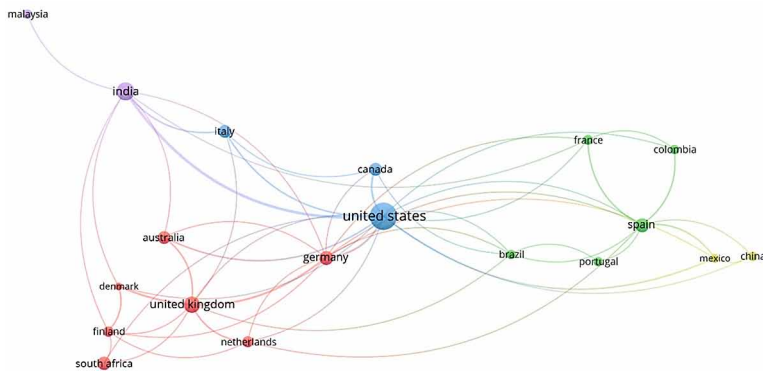 malaysia
india
italy
france
colombia
canada
united states
spain
australia
germany
brazil
portugal
mexico
china
denmark
united kingdom
finland
netherlands
south africa